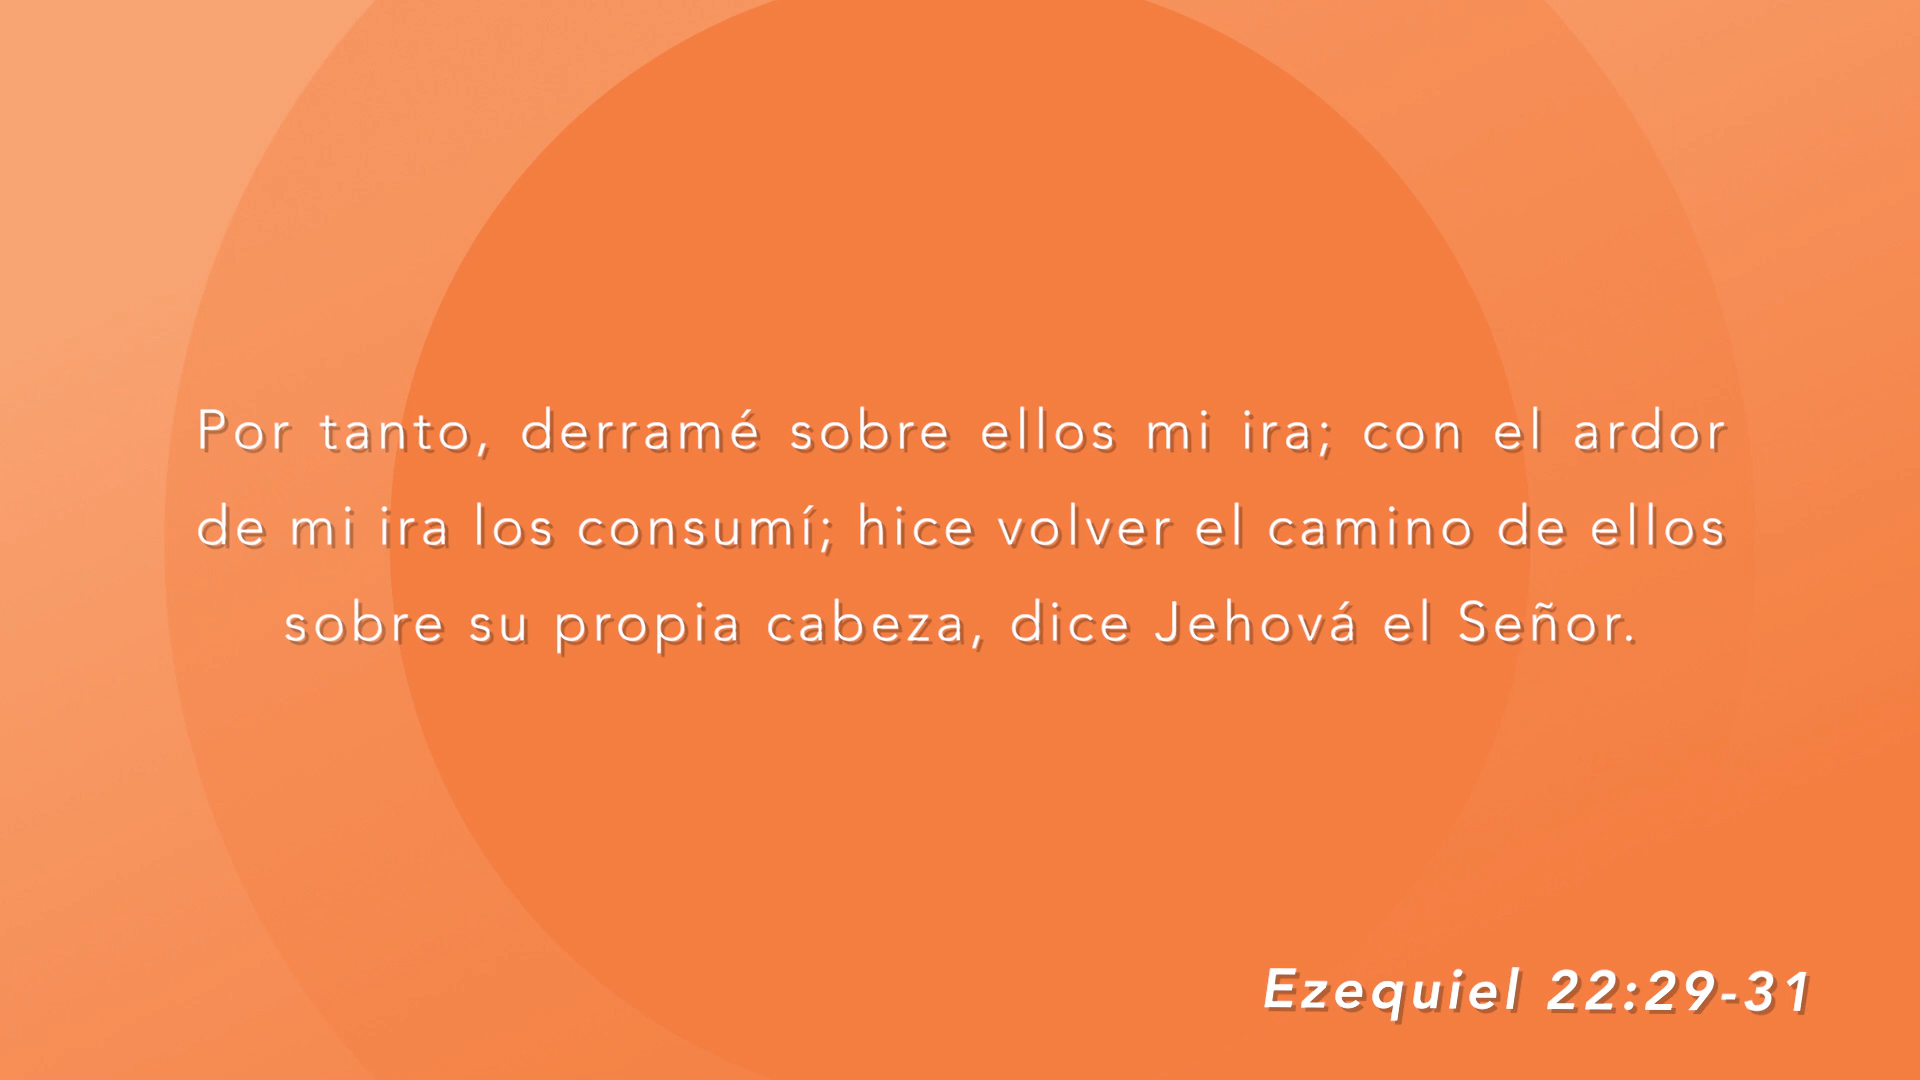 Por tanto, derramé sobre ellos mi ira; con el ardor
de mi ira los consumí; hice volver el camino de ellos
sobre su propia cabeza, dice Jehová el Señor.
Ezequiel 22:29-31